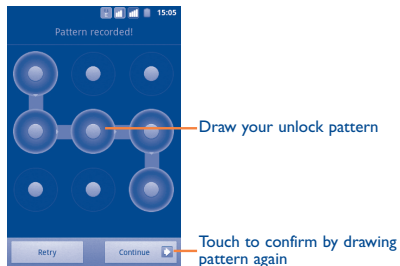 15:05
Pattern recorded!
Draw your unlock pattern
Retry
Continue
Touch to confirm by drawing
pattern again